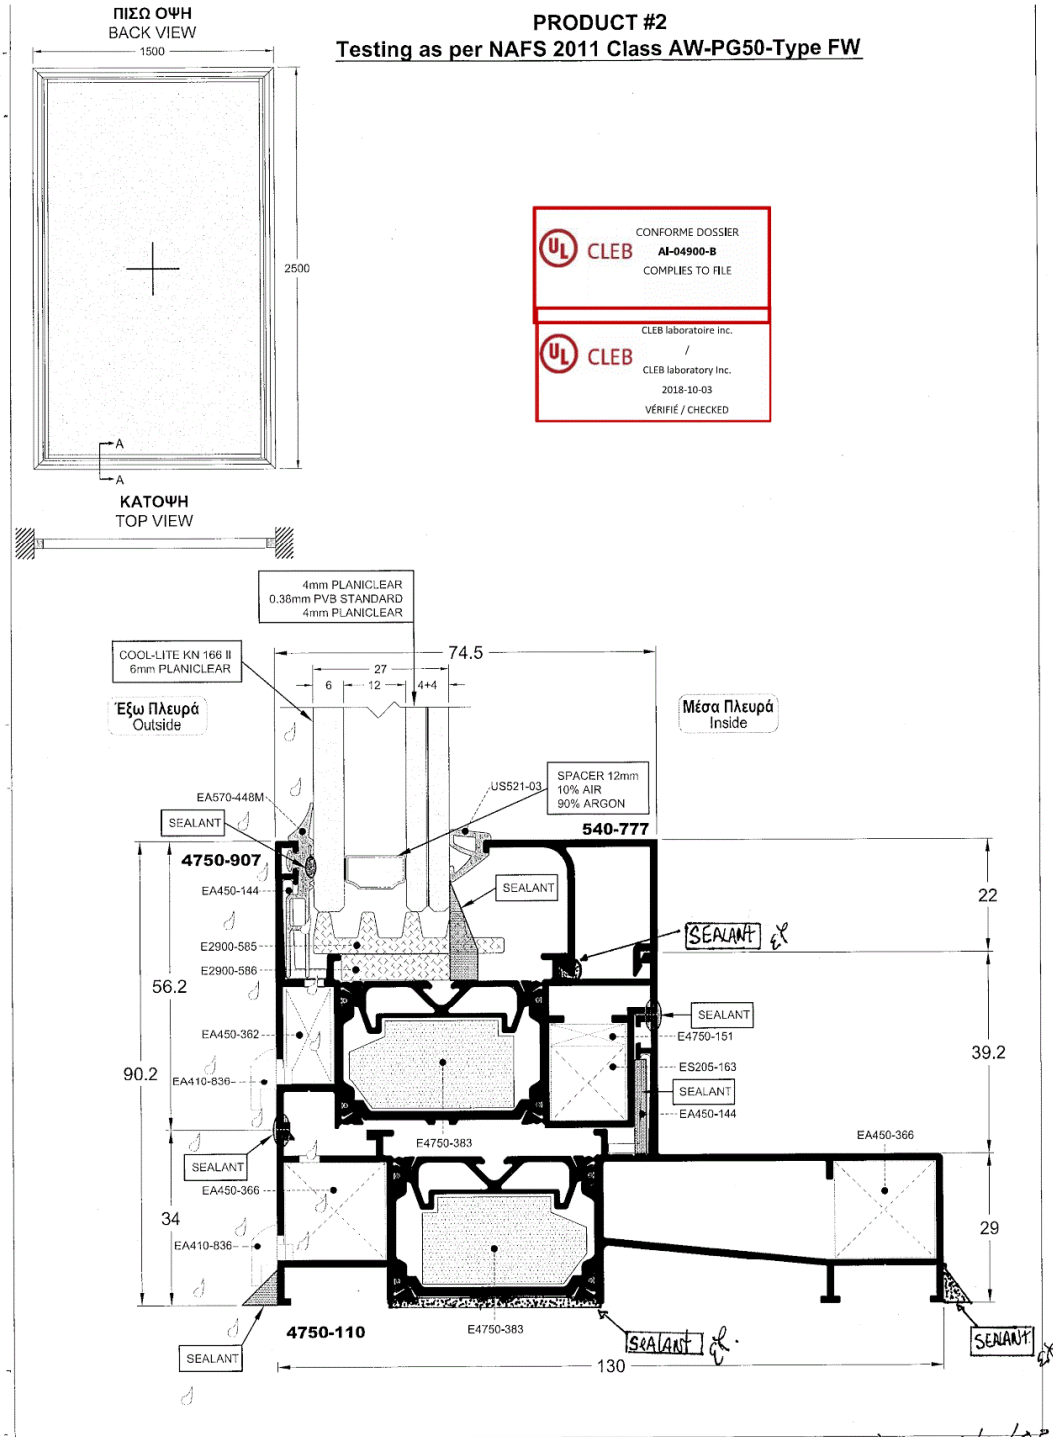 ΠΙΣΩ ΟΨΗ
BACK VIEW
1500
PRODUCT #2
Testing as per NAFS 2011 Class AW-PG50-Type FW
2500
A
A
UL CLEB
CONFORME DOSSIER
AI-04900-B
COMPLIES TO FILE
UL CLEB
CLEB laboratoire inc.
/
CLEB laboratory Inc.
2018-10-03
VÉRIFIÉ / CHECKED
ΚΑΤΟΨΗ
TOP VIEW
4mm PLANICLEAR
0.38mm PVB STANDARD
4mm PLANICLEAR
COOL-LITE KN 166 II
6mm PLANICLEAR
74.5
27
6
12
4+4
Έξω Πλευρά
Outside
Μέσα Πλευρά
Inside
EA570-448M
US521-03
SPACER 12mm
10% AIR
90% ARGON
SEALANT
540-777
4750-907
EA450-144
SEALANT
22
E2900-585
SEALANT
E2900-586
56.2
SEALANT
EA450-362
E4750-151
39.2
90.2
EA410-836
ES205-163
SEALANT
EA450-144
E4750-383
EA450-366
SEALANT
EA450-366
34
29
EA410-836
4750-110
E4750-383
SEALANT
SEALANT
SEALANT
130